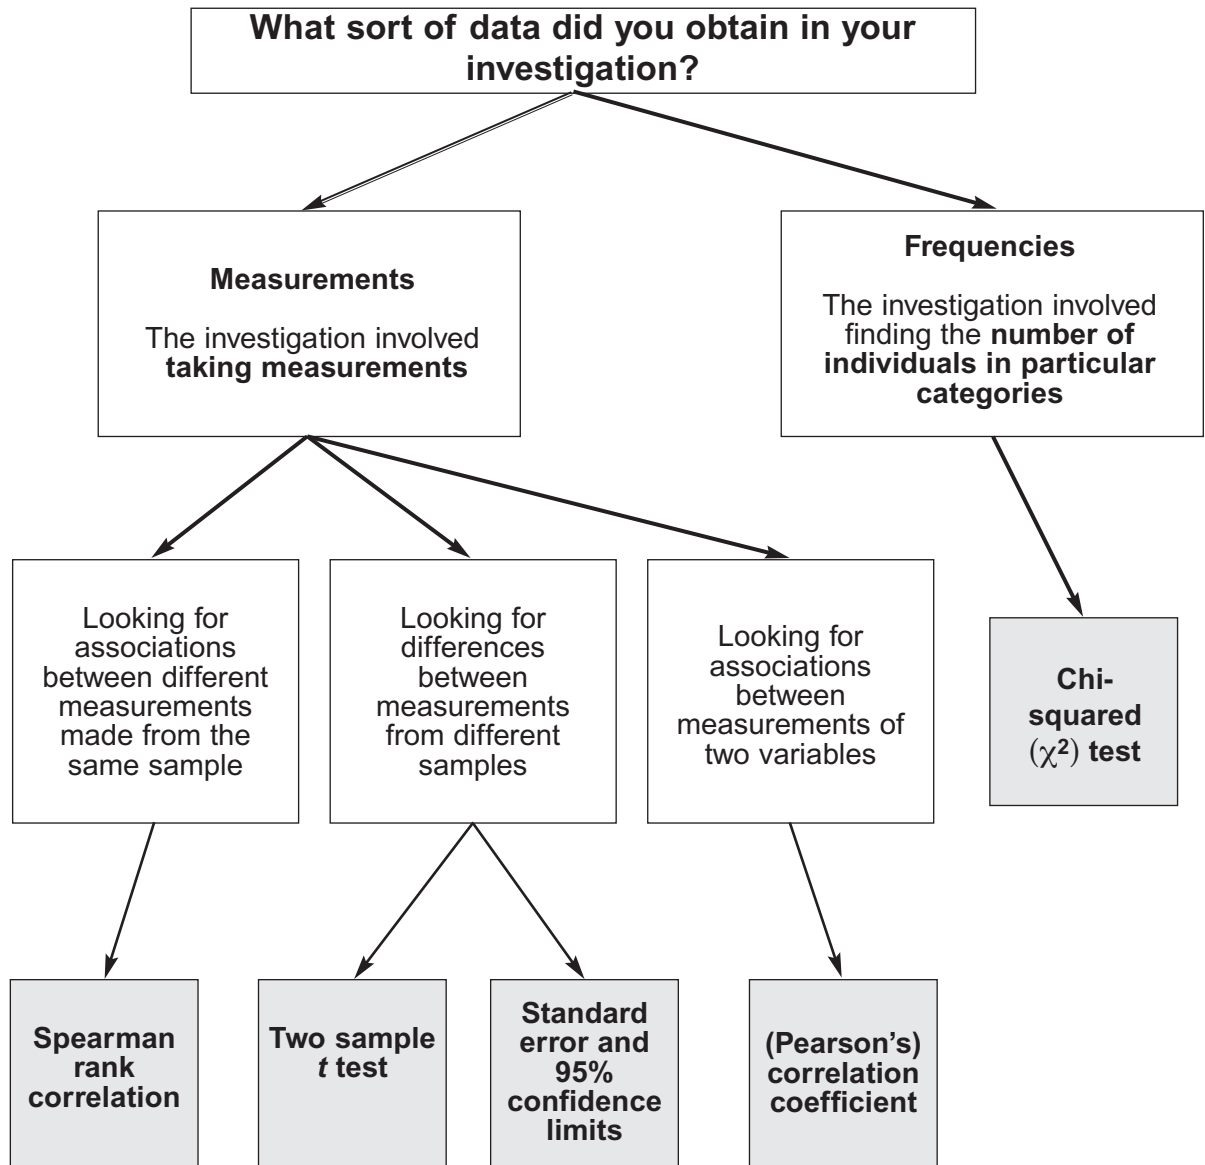 What sort of data did you obtain in your
investigation?
Measurements
The investigation involved
taking measurements
Frequencies
The investigation involved
finding the number of
individuals in particular
categories
Looking for
associations
between different
measurements
made from the
same sample
Looking for
differences
between
measurements
from different
samples
Looking for
associations
between
measurements of
two variables
Chi-
squared
(χ²) test
Spearman
rank
correlation
Two sample
t test
Standard
error and
95%
confidence
limits
(Pearson's)
correlation
coefficient